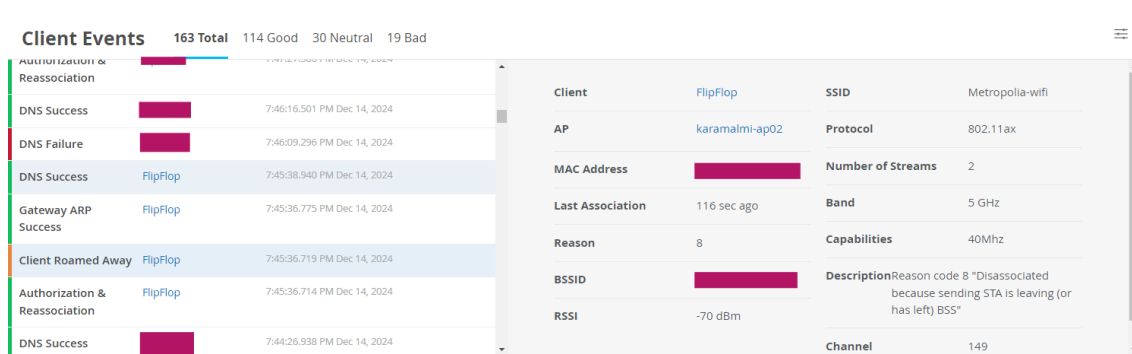 Client Events 163 Total 114 Good 30 Neutral 19 Bad
Authorization &
Reassociation
DNS Success 7:46:16.501 PM Dec 14, 2024
DNS Failure 7:46:09.296 PM Dec 14, 2024
DNS Success FlipFlop 7:45:38.940 PM Dec 14, 2024
Gateway ARP FlipFlop 7:45:36.775 PM Dec 14, 2024
Success
Client Roamed Away FlipFlop 7:45:36.719 PM Dec 14, 2024
Authorization & FlipFlop 7:45:36.714 PM Dec 14, 2024
Reassociation
DNS Success 7:44:26.938 PM Dec 14, 2024
Client FlipFlop
AP karamalmi-ap02
MAC Address
Last Association 116 sec ago
Reason 8
BSSID
RSSI -70 dBm
SSID Metropolia-wifi
Protocol 802.11ax
Number of Streams 2
Band 5 GHz
Capabilities 40Mhz
Description Reason code 8 "Disassociated
because sending STA is leaving (or
has left) BSS"
Channel 149